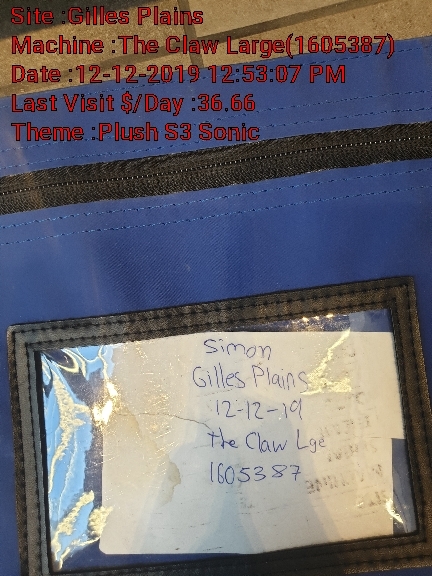 Site :Gilles Plains
Machine :The Claw Large(1605387)
Date :12-12-2019 12:53:07 PM
Last Visit $/Day :36.66
Theme :Plush S3 Sonic
Simon
Gilles Plains
12-12-19
the Claw Lge
1605387